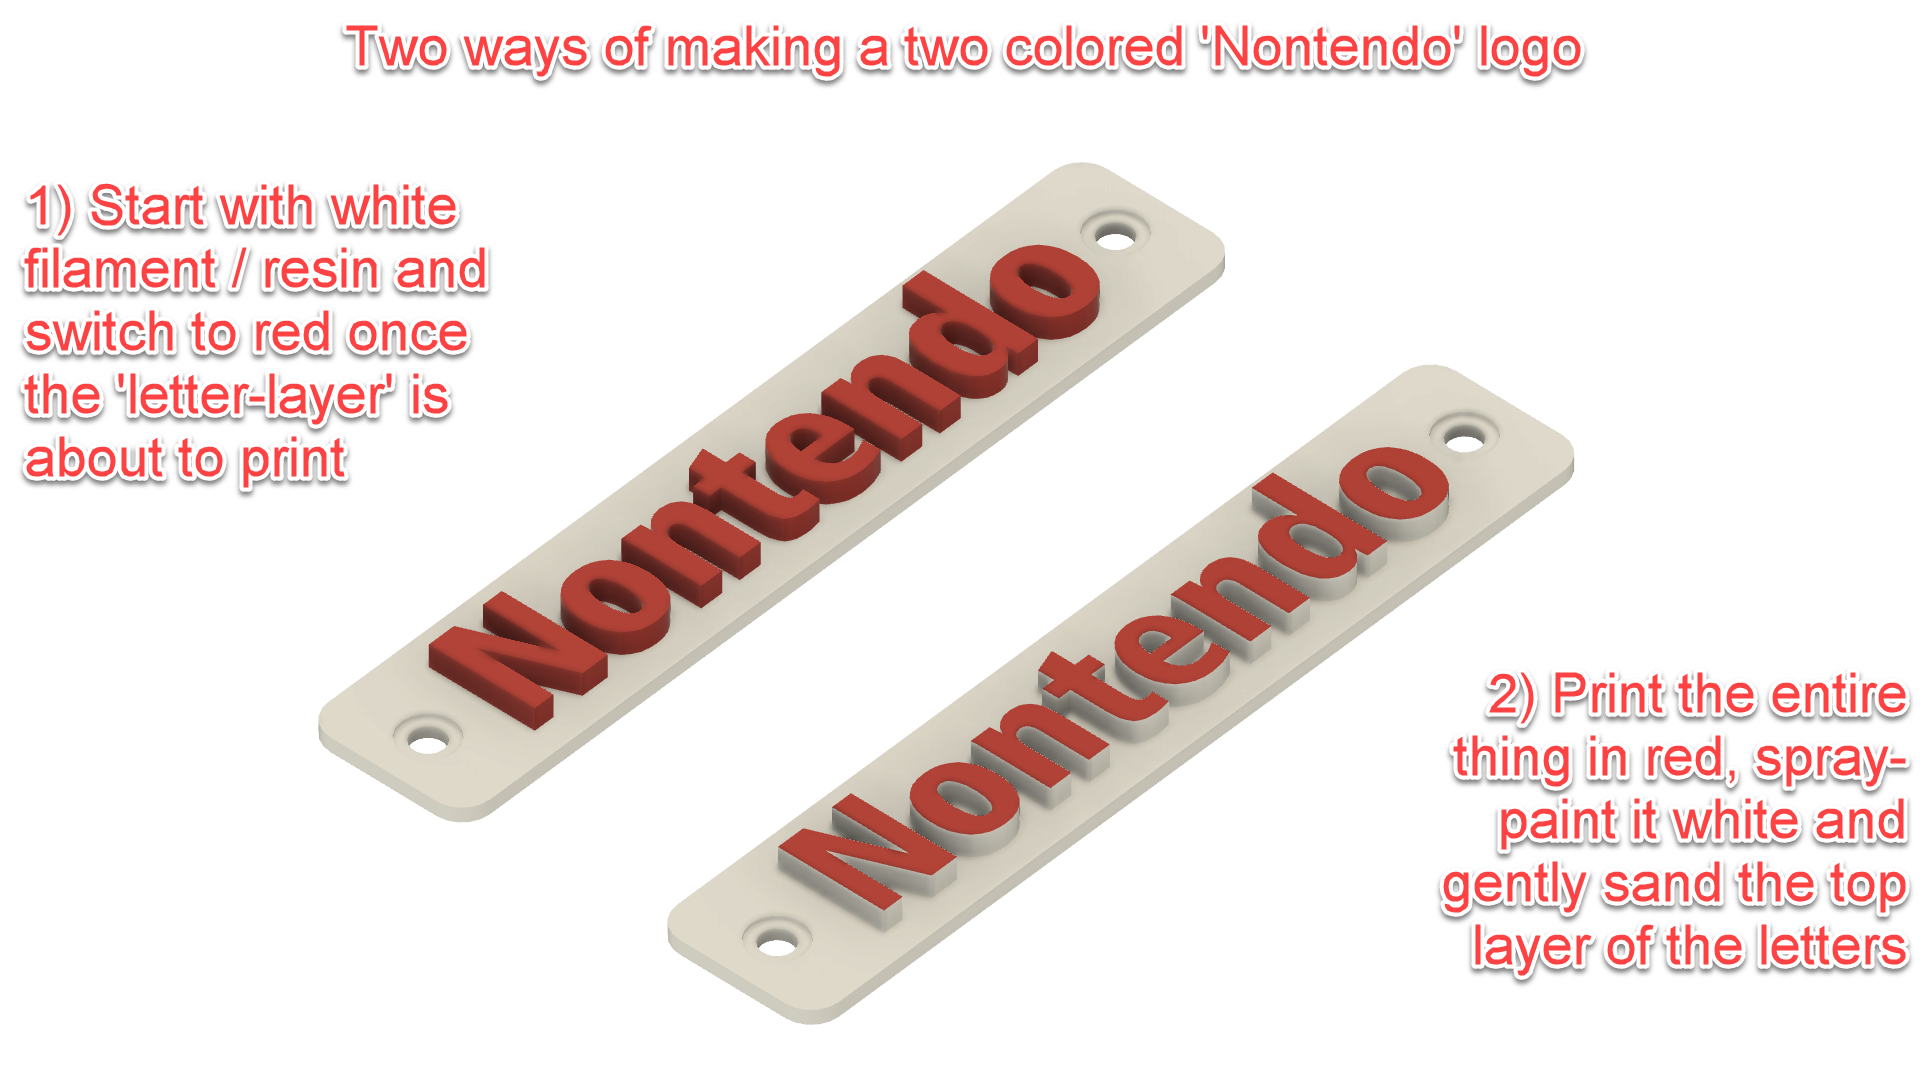 Two ways of making a two colored 'Nontendo' logo
1) Start with white
filament / resin and
switch to red once
the 'letter-layer' is
about to print
Nontendo
Nontendo
2) Print the entire
thing in red, spray-
paint it white and
gently sand the top
layer of the letters